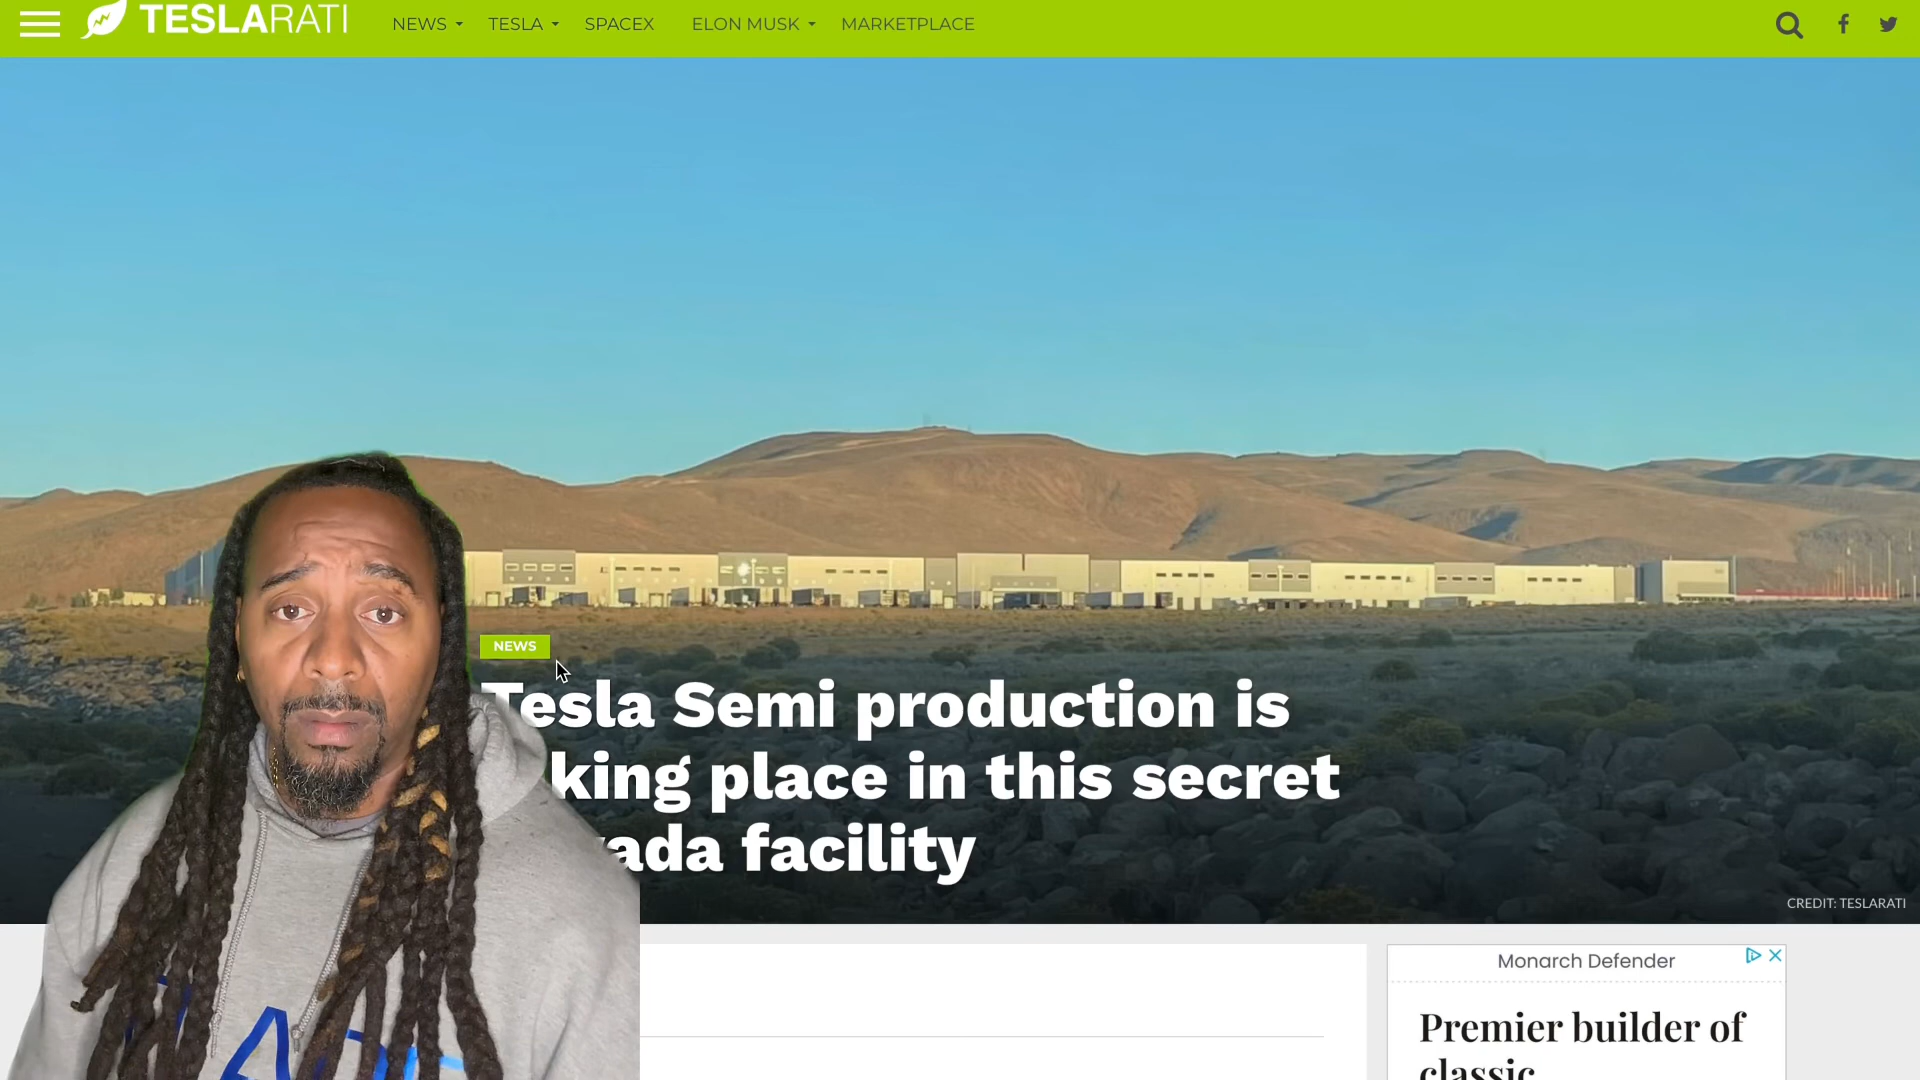 TESLARATI
NEWS
TESLA
SPACEX
ELON MUSK
MARKETPLACE
NEWS
Tesla Semi production is
king place in this secret
ada facility
CREDIT: TESLARATI
Monarch Defender
Premier builder of
classic